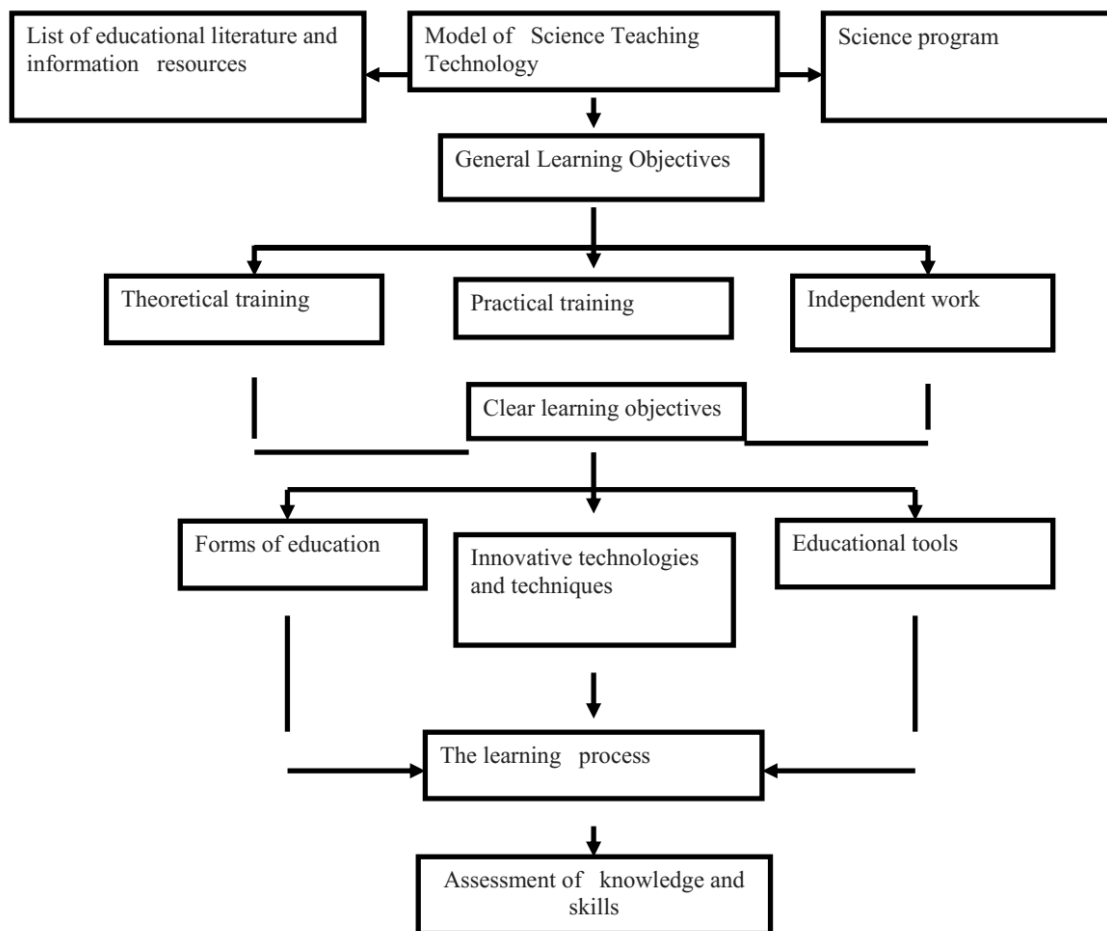 List of educational literature and
information resources
Model of Science Teaching
Technology
Science program
General Learning Objectives
Theoretical training
Practical training
Independent work
Clear learning objectives
Forms of education
Innovative technologies
and techniques
Educational tools
The learning process
Assessment of knowledge and
skills